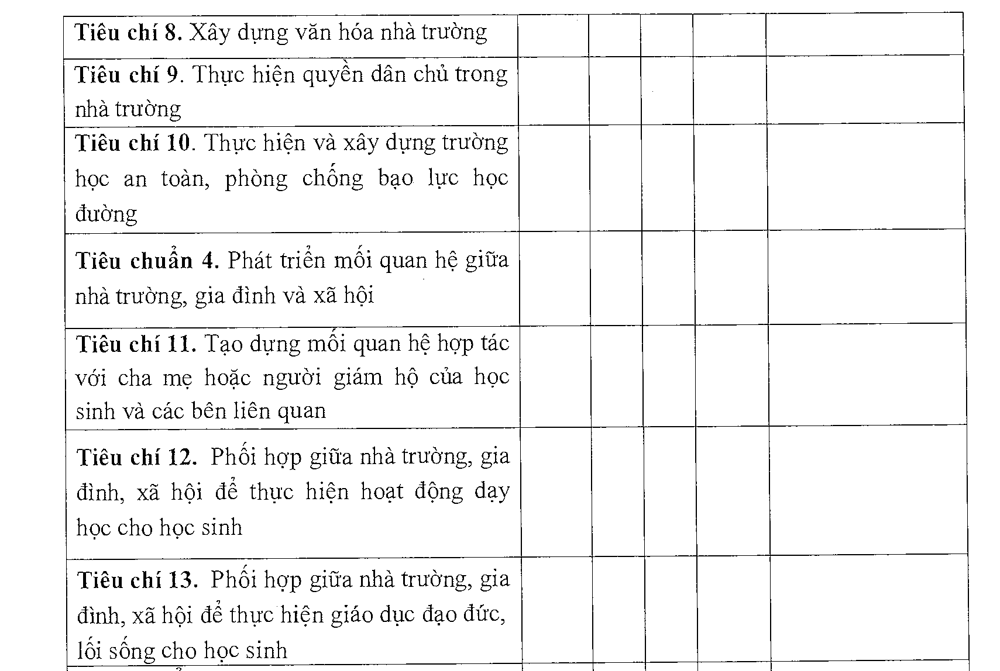 Tiêu chí 8. Xây dựng văn hóa nhà trường
Tiêu chí 9. Thực hiện quyền dân chủ trong
nhà trường
Tiêu chí 10. Thực hiện và xây dựng trường
học an toàn, phòng chống bạo lực học
đường
Tiêu chuẩn 4. Phát triển mối quan hệ giữa
nhà trường, gia đình và xã hội
Tiêu chí 11. Tạo dựng mối quan hệ hợp tác
với cha mẹ hoặc người giám hộ của học
sinh và các bên liên quan
Tiêu chí 12. Phối hợp giữa nhà trường, gia
đình, xã hội để thực hiện hoạt động dạy
học cho học sinh
Tiêu chí 13. Phối hợp giữa nhà trường, gia
đình, xã hội để thực hiện giáo dục đạo đức,
lối sống cho học sinh